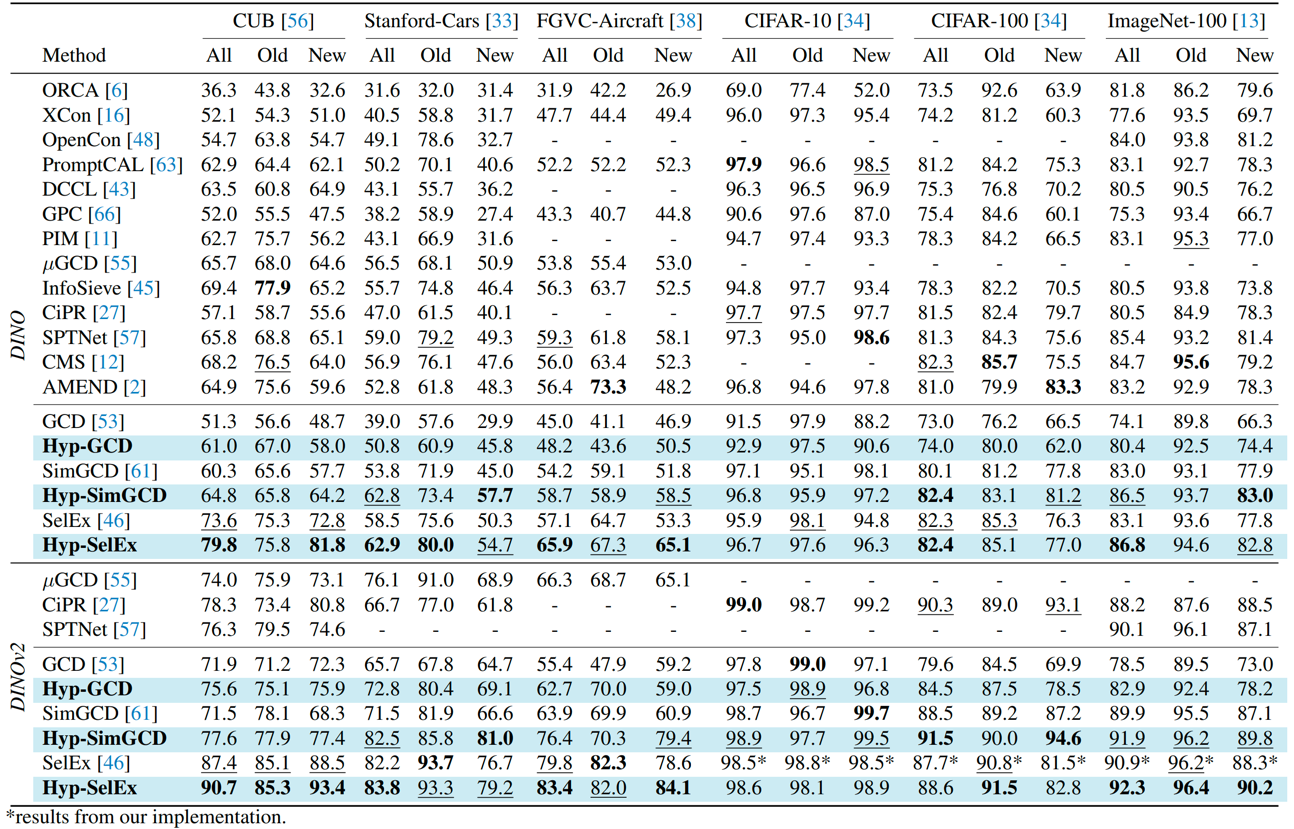 CUB [56] Stanford-Cars [33] FGVC-Aircraft [38] CIFAR-10 [34] CIFAR-100 [34] ImageNet-100 [13]
Method All Old New All Old New All Old New All Old New All Old New All Old New
DINO
ORCA [6] 36.3 43.8 32.6 31.6 32.0 31.4 31.9 42.2 26.9 69.0 77.4 52.0 73.5 92.6 63.9 81.8 86.2 79.6
XCon [16] 52.1 54.3 51.0 40.5 58.8 31.7 47.7 44.4 49.4 96.0 97.3 95.4 74.2 81.2 60.3 77.6 93.5 69.7
OpenCon [48] 54.7 63.8 54.7 49.1 78.6 32.7 - - - - - - - - - 84.0 93.8 81.2
PromptCAL [63] 62.9 64.4 62.1 50.2 70.1 40.6 52.2 52.2 52.3 97.9 96.6 98.5 81.2 84.2 75.3 83.1 92.7 78.3
DCCL [43] 63.5 60.8 64.9 43.1 55.7 36.2 - - - 96.3 96.5 96.9 75.3 76.8 70.2 80.5 90.5 76.2
GPC [66] 52.0 55.5 47.5 38.2 58.9 27.4 43.3 40.7 44.8 90.6 97.6 87.0 75.4 84.6 60.1 75.3 93.4 66.7
PIM [11] 62.7 75.7 56.2 43.1 66.9 31.6 - - - 94.7 97.4 93.3 78.3 84.2 66.5 83.1 95.3 77.0
μGCD [55] 65.7 68.0 64.6 56.5 68.1 50.9 53.8 55.4 53.0 - - - - - - - - -
InfoSieve [45] 69.4 77.9 65.2 55.7 74.8 46.4 56.3 63.7 52.5 94.8 97.7 93.4 78.3 82.2 70.5 80.5 93.8 73.8
CiPR [27] 57.1 58.7 55.6 47.0 61.5 40.1 - - - 97.7 97.5 97.7 81.5 82.4 79.7 80.5 84.9 78.3
SPTNet [57] 65.8 68.8 65.1 59.0 79.2 49.3 59.3 61.8 58.1 97.3 95.0 98.6 81.3 84.3 75.6 85.4 93.2 81.4
CMS [12] 68.2 76.5 64.0 56.9 76.1 47.6 56.0 63.4 52.3 - - - 82.3 85.7 75.5 84.7 95.6 79.2
AMEND [2] 64.9 75.6 59.6 52.8 61.8 48.3 56.4 73.3 48.2 96.8 94.6 97.8 81.0 79.9 83.3 83.2 92.9 78.3
GCD [53] 51.3 56.6 48.7 39.0 57.6 29.9 45.0 41.1 46.9 91.5 97.9 88.2 73.0 76.2 66.5 74.1 89.8 66.3
Hyp-GCD 61.0 67.0 58.0 50.8 60.9 45.8 48.2 43.6 50.5 92.9 97.5 90.6 74.0 80.0 62.0 80.4 92.5 74.4
SimGCD [61] 60.3 65.6 57.7 53.8 71.9 45.0 54.2 59.1 51.8 97.1 95.1 98.1 80.1 81.2 77.8 83.0 93.1 77.9
Hyp-SimGCD 64.8 65.8 64.2 62.8 73.4 57.7 58.7 58.9 58.5 96.8 95.9 97.2 82.4 83.1 81.2 86.5 93.7 83.0
SelEx [46] 73.6 75.3 72.8 58.5 75.6 50.3 57.1 64.7 53.3 95.9 98.1 94.8 82.3 85.3 76.3 83.1 93.6 77.8
Hyp-SelEx 79.8 75.8 81.8 62.9 80.0 54.7 65.9 67.3 65.1 96.7 97.6 96.3 82.4 85.1 77.0 86.8 94.6 82.8
DINOv2
μGCD [55] 74.0 75.9 73.1 76.1 91.0 68.9 66.3 68.7 65.1 - - - - - - - - -
CiPR [27] 78.3 73.4 80.8 66.7 77.0 61.8 - - - 99.0 98.7 99.2 90.3 89.0 93.1 88.2 87.6 88.5
SPTNet [57] 76.3 79.5 74.6 - - - - - - - - - - - - 90.1 96.1 87.1
GCD [53] 71.9 71.2 72.3 65.7 67.8 64.7 55.4 47.9 59.2 97.8 99.0 97.1 79.6 84.5 69.9 78.5 89.5 73.0
Hyp-GCD 75.6 75.1 75.9 72.8 80.4 69.1 62.7 70.0 59.0 97.5 98.9 96.8 84.5 87.5 78.5 82.9 92.4 78.2
SimGCD [61] 71.5 78.1 68.3 71.5 81.9 66.6 63.9 69.9 60.9 98.7 96.7 99.7 88.5 89.2 87.2 89.9 95.5 87.1
Hyp-SimGCD 77.6 77.9 77.4 82.5 85.8 81.0 76.4 70.3 79.4 98.9 97.7 99.5 91.5 90.0 94.6 91.9 96.2 89.8
SelEx [46] 87.4 85.1 88.5 82.2 93.7 76.7 79.8 82.3 78.6 98.5* 98.8* 98.5* 87.7* 90.8* 81.5* 90.9* 96.2* 88.3*
Hyp-SelEx 90.7 85.3 93.4 83.8 93.3 79.2 83.4 82.0 84.1 98.6 98.1 98.9 88.6 91.5 82.8 92.3 96.4 90.2
*results from our implementation.